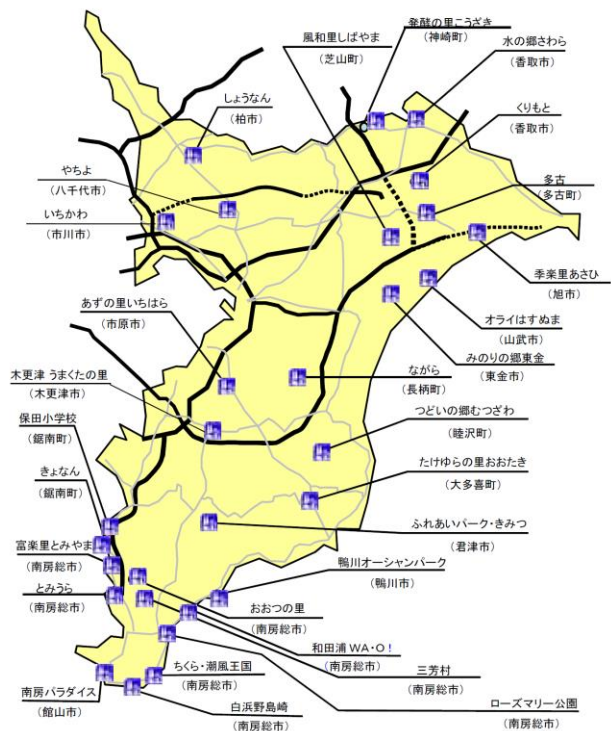 発酵の里こうざき
(神崎町)
風和里しばやま
(芝山町)
水の郷さわら
(香取市)
しょうなん
(柏市)
くりもと
(香取市)
やちよ
(八千代市)
多古
(多古町)
いちかわ
(市川市)
季楽里あさひ
(旭市)
あずの里いちはら
(市原市)
オライはすぬま
(山武市)
みのりの郷東金
(東金市)
木更津 うまくたの里
(木更津市)
ながら
(長柄町)
保田小学校
(鋸南町)
つどいの郷むつざわ
(睦沢町)
きょなん
(鋸南町)
たけゆらの里おおたき
(大多喜町)
ふれあいパーク・きみつ
(君津市)
富楽里とみやま
(南房総市)
鴨川オーシャンパーク
(鴨川市)
とみうら
(南房総市)
おおつの里
(南房総市)
和田浦 WA・O!
(南房総市)
三芳村
(南房総市)
ちくら・潮風王国
(南房総市)
南房パラダイス
(館山市)
白浜野島崎
(南房総市)
ローズマリー公園
(南房総市)